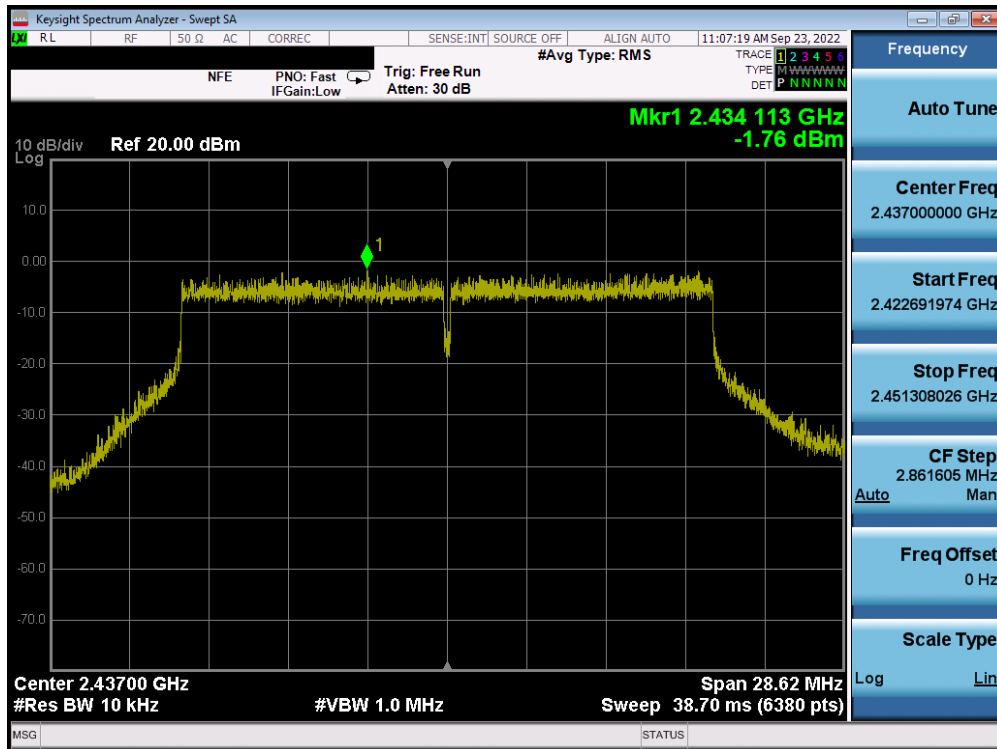 Keysight Spectrum Analyzer - Swept SA
LXI RL RF 50 Ω AC CORREC SENSE:INT SOURCE OFF ALIGN AUTO 11:07:19 AM Sep 23, 2022
#Avg Type: RMS
TRACE 1 2 3 4 5 6
TYPE M WWWWW
DET P N N N N N
NFE
PNO: Fast
IFGain:Low
Trig: Free Run
Atten: 30 dB
Mkr1 2.434 113 GHz
-1.76 dBm
10 dB/div
Log
Ref 20.00 dBm
10.0
0.00
-10.0
-20.0
-30.0
-40.0
-50.0
-60.0
-70.0
1
Center 2.43700 GHz
#Res BW 10 kHz
#VBW 1.0 MHz
Span 28.62 MHz
Sweep 38.70 ms (6380 pts)
MSG
STATUS
Frequency
Auto Tune
Center Freq
2.437000000 GHz
Start Freq
2.422691974 GHz
Stop Freq
2.451308026 GHz
CF Step
2.861605 MHz
Auto Man
Freq Offset
0 Hz
Scale Type
Log Lin